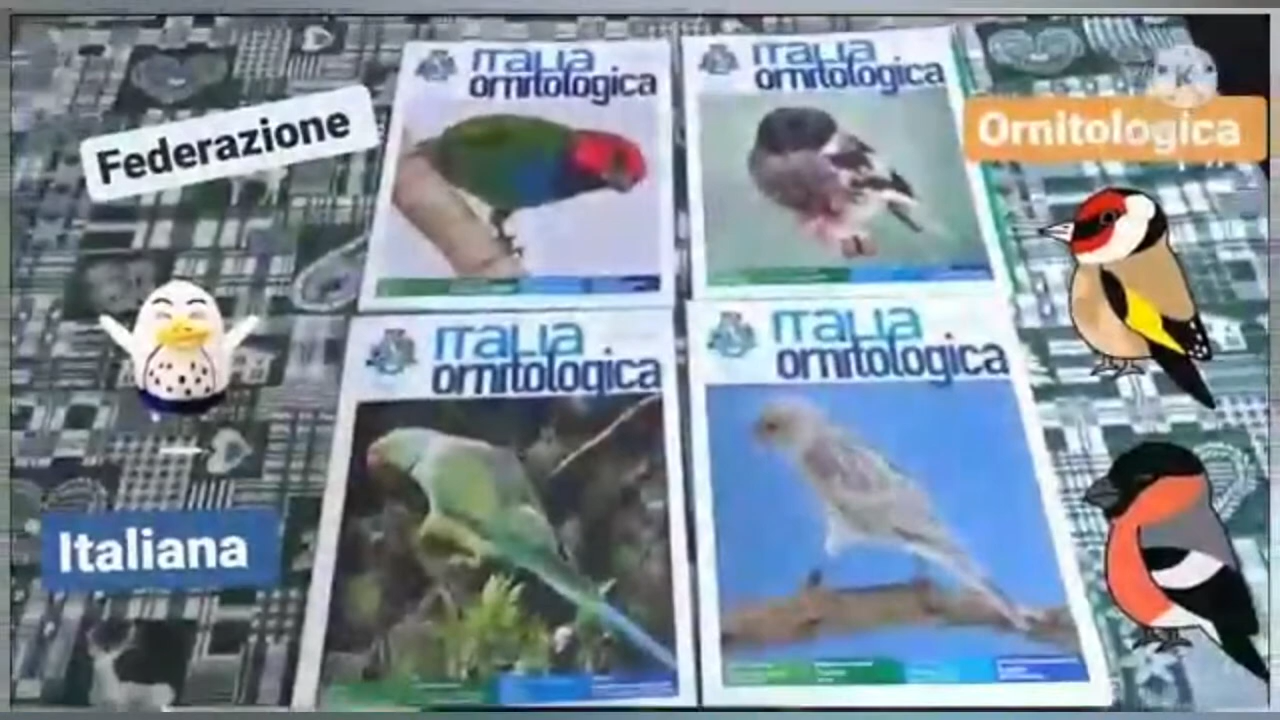 Federazione
ITALIA
ornitologica
ITALIA
ornitologica
Ornitologica
ITALIA
ornitologica
ITALIA
ornitologica
Italiana
K